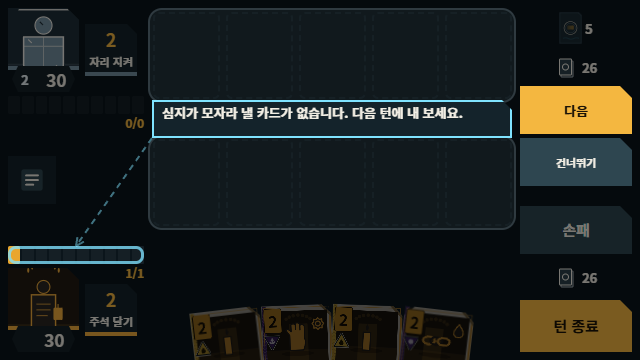 2
자리 지켜
2 30
0/0
5
26
심지가 모자라 낼 카드가 없습니다. 다음 턴에 내 보세요.
다음
건너뛰기
손패
1/1
26
2
주석 달기
30
2
2
2
2
턴 종료